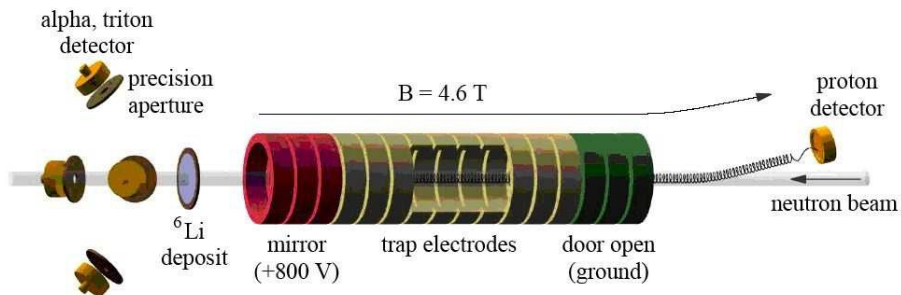 alpha, triton
detector
precision
aperture
B = 4.6 T
proton
detector
neutron beam
⁶Li
deposit
mirror
(+800 V)
trap electrodes
door open
(ground)